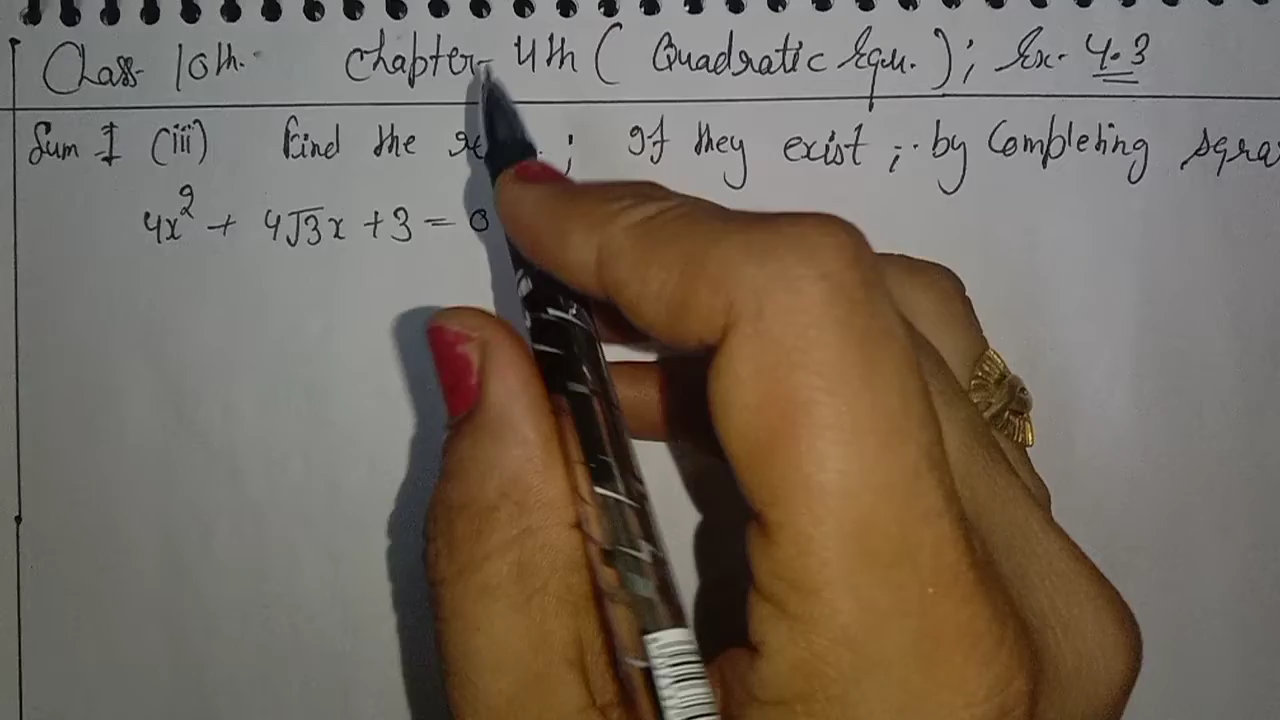 Class- 10th. Chapter- 4th ( Quadratic Equ. ); Ex- 4.3
Sum I (iii) find the ; If they exist ; by Completing sqra
4x² + 4√3x + 3 = 0